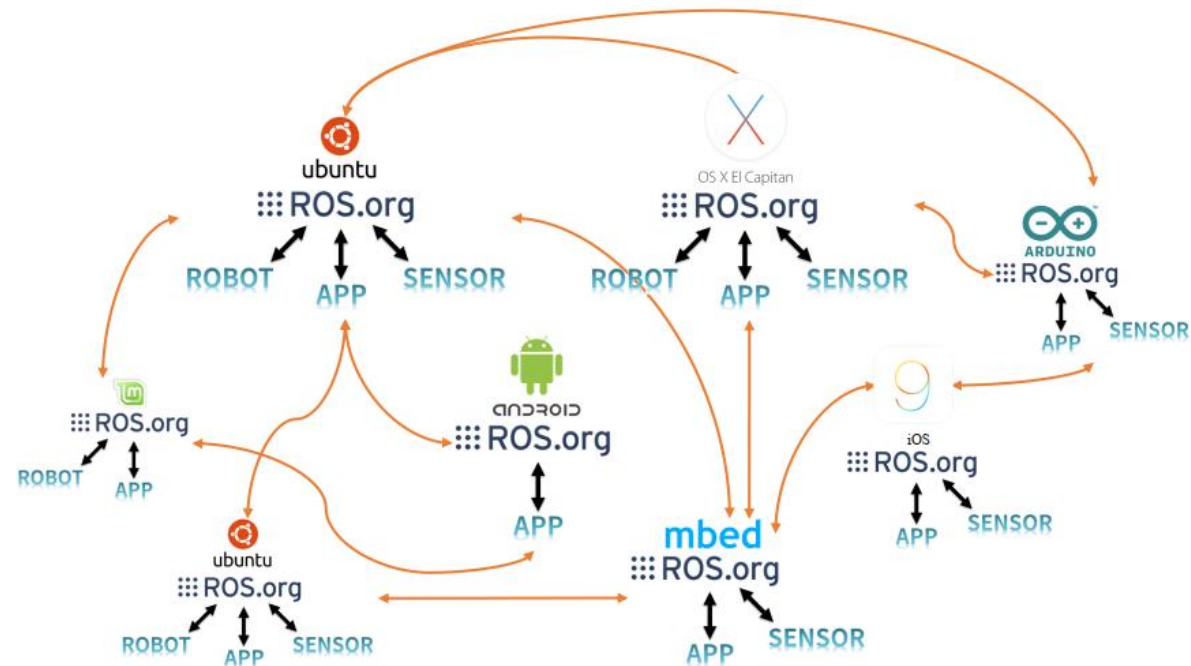 ubuntu
ROS.org
ROBOT
APP
SENSOR
OS X El Capitan
ROS.org
ROBOT
APP
SENSOR
ARDUINO™
ROS.org
APP
SENSOR
m
ROS.org
ROBOT
APP
ANDROID
ROS.org
APP
9
iOS
ROS.org
APP
SENSOR
ubuntu
ROS.org
ROBOT
APP
SENSOR
mbed
ROS.org
APP
SENSOR